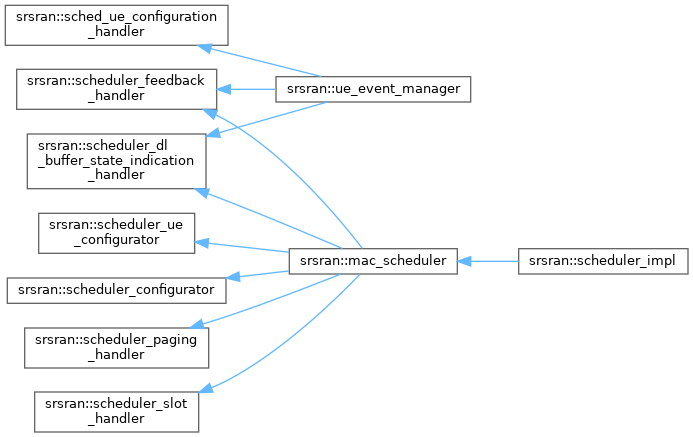 srsran::sched_ue_configuration
_handler
srsran::scheduler_feedback
_handler
srsran::ue_event_manager
srsran::scheduler_dl
_buffer_state_indication
_handler
srsran::scheduler_ue
_configurator
srsran::mac_scheduler
srsran::scheduler_impl
srsran::scheduler_configurator
srsran::scheduler_paging
_handler
srsran::scheduler_slot
_handler